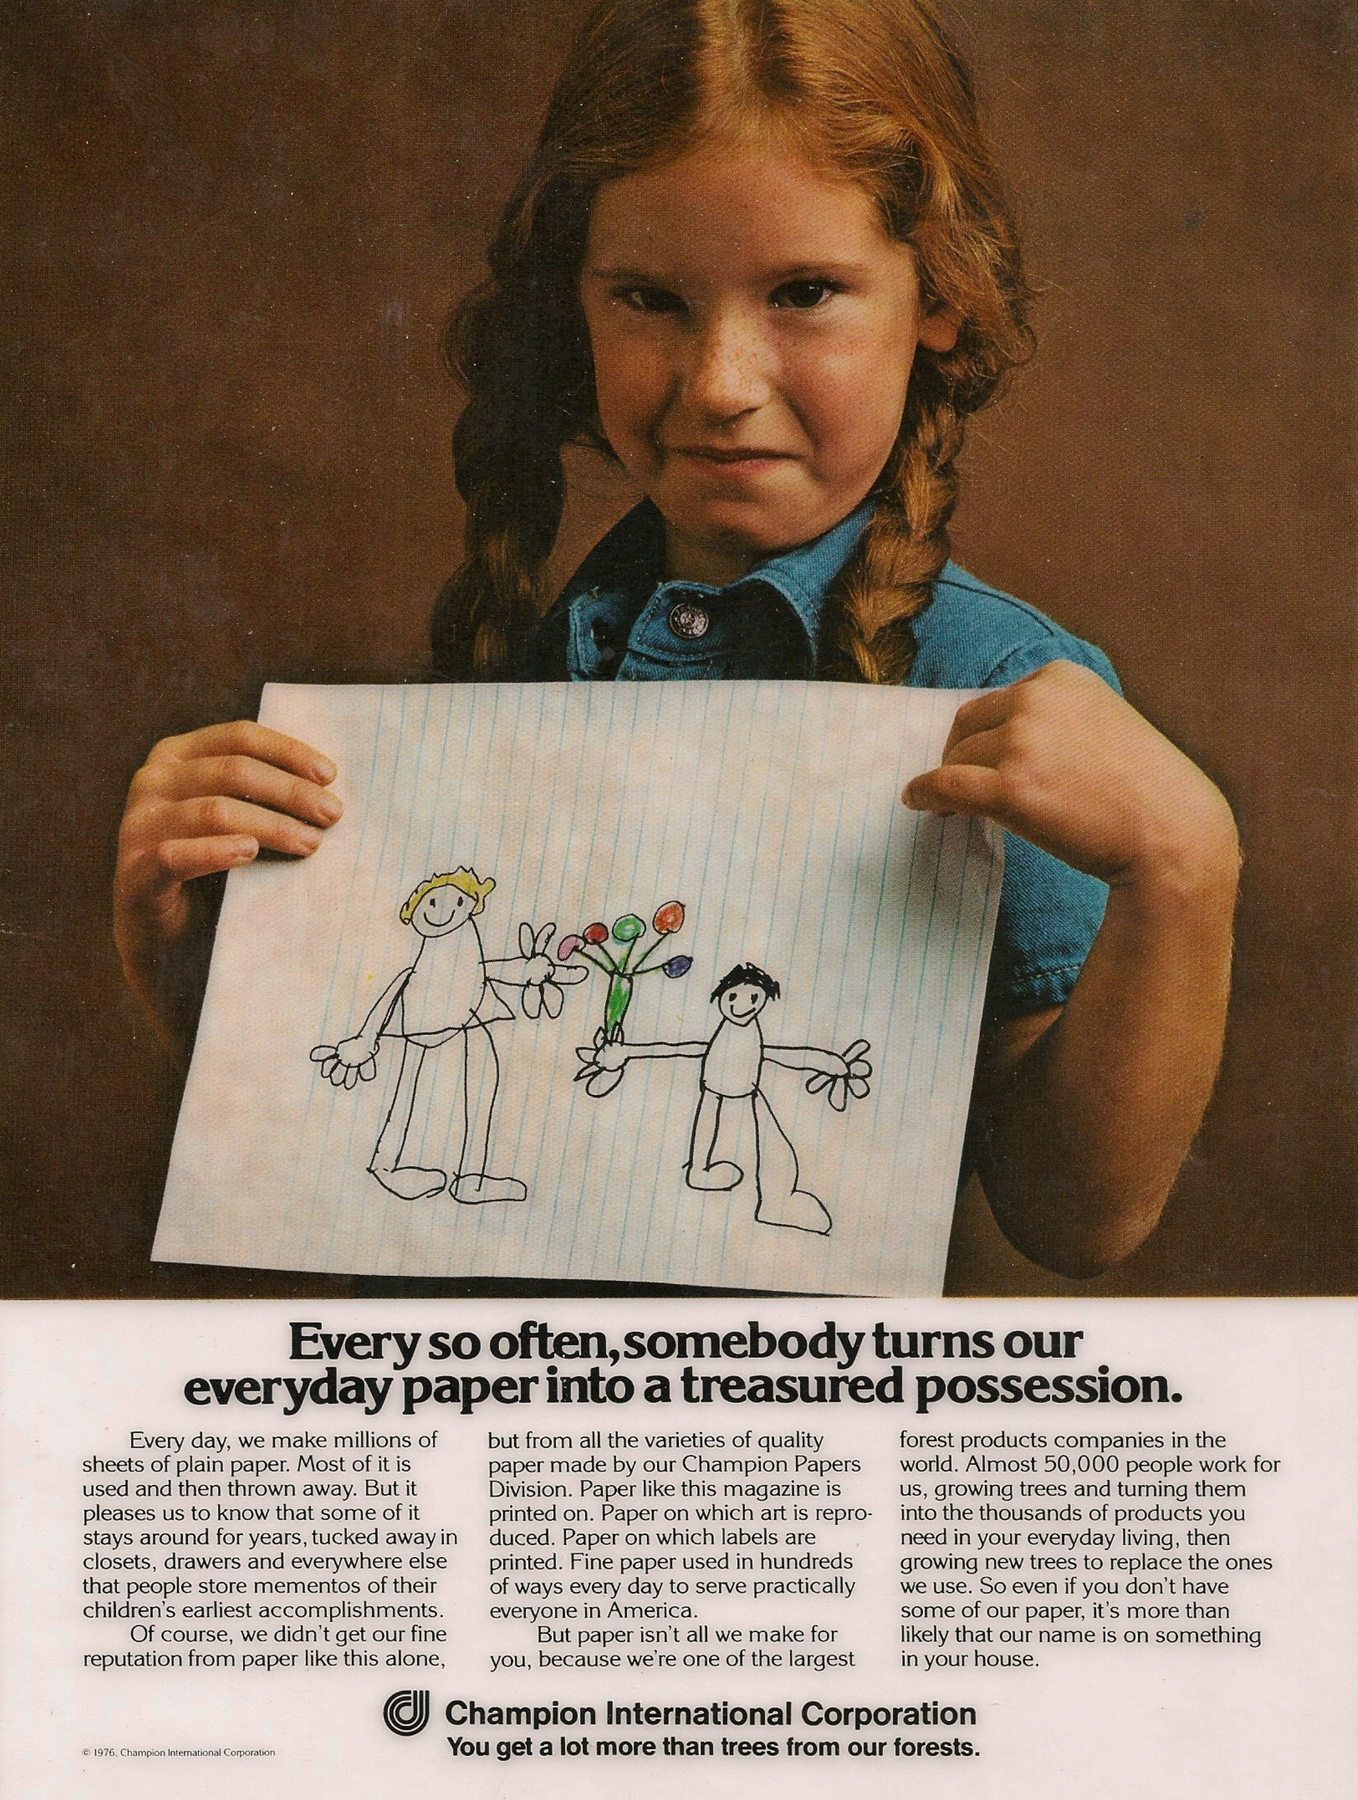 Every so often, somebody turns our
everyday paper into a treasured possession.
Every day, we make millions of
sheets of plain paper. Most of it is
used and then thrown away. But it
pleases us to know that some of it
stays around for years, tucked away in
closets, drawers and everywhere else
that people store mementos of their
children's earliest accomplishments.
Of course, we didn't get our fine
reputation from paper like this alone,
but from all the varieties of quality
paper made by our Champion Papers
Division. Paper like this magazine is
printed on. Paper on which art is repro-
duced. Paper on which labels are
printed. Fine paper used in hundreds
of ways every day to serve practically
everyone in America.
But paper isn't all we make for
you, because we're one of the largest
forest products companies in the
world. Almost 50,000 people work for
us, growing trees and turning them
into the thousands of products you
need in your everyday living, then
growing new trees to replace the ones
we use. So even if you don't have
some of our paper, it's more than
likely that our name is on something
in your house.
Champion International Corporation
You get a lot more than trees from our forests.
© 1976, Champion International Corporation